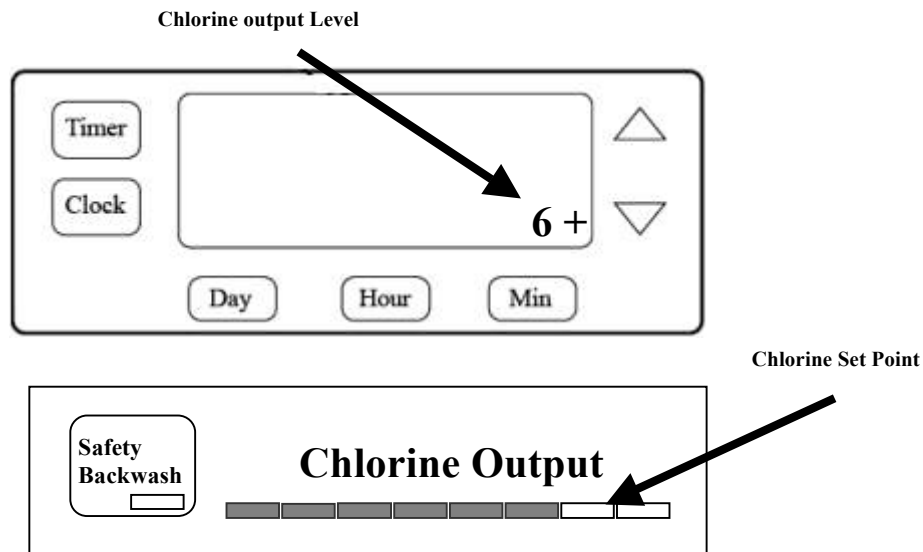 Chlorine output Level
Timer
Clock
6 +
Day Hour Min
Chlorine Set Point
Safety
Backwash
Chlorine Output